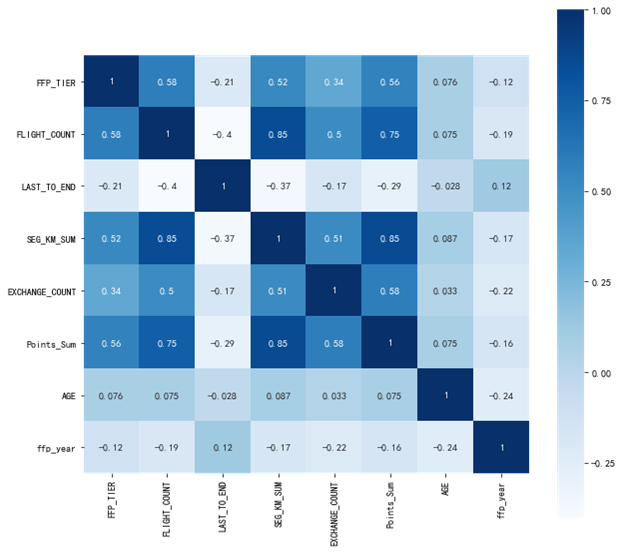 1.00
FFP_TIER 1 0.58 -0.21 0.52 0.34 0.56 0.076 -0.12
0.75
FLIGHT_COUNT 0.58 1 -0.4 0.85 0.5 0.75 0.075 -0.19
LAST_TO_END -0.21 -0.4 1 -0.37 -0.17 -0.29 -0.028 0.12
0.50
SEG_KM_SUM 0.52 0.85 -0.37 1 0.51 0.85 0.087 -0.17
0.25
EXCHANGE_COUNT 0.34 0.5 -0.17 0.51 1 0.58 0.033 -0.22
Points_Sum 0.56 0.75 -0.29 0.85 0.58 1 0.075 -0.16
0.00
AGE 0.076 0.075 -0.028 0.087 0.033 0.075 1 -0.24
ffp_year -0.12 -0.19 0.12 -0.17 -0.22 -0.16 -0.24 1
-0.25
FFP_TIER
FLIGHT_COUNT
LAST_TO_END
SEG_KM_SUM
EXCHANGE_COUNT
Points_Sum
AGE
ffp_year